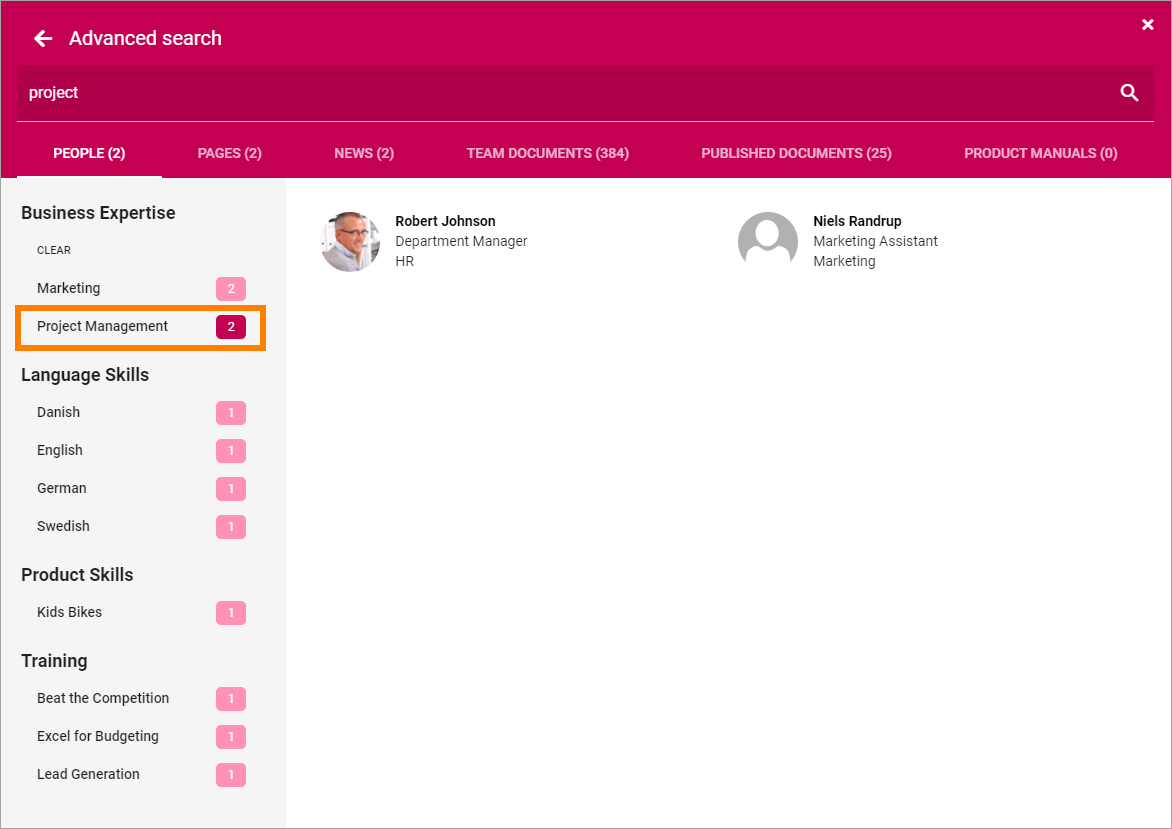 Advanced search
project
PEOPLE (2) PAGES (2) NEWS (2) TEAM DOCUMENTS (384) PUBLISHED DOCUMENTS (25) PRODUCT MANUALS (0)
Business Expertise
CLEAR
Marketing 2
Project Management 2
Language Skills
Danish 1
English 1
German 1
Swedish 1
Product Skills
Kids Bikes 1
Training
Beat the Competition 1
Excel for Budgeting 1
Lead Generation 1
Robert Johnson
Department Manager
HR
Niels Randrup
Marketing Assistant
Marketing